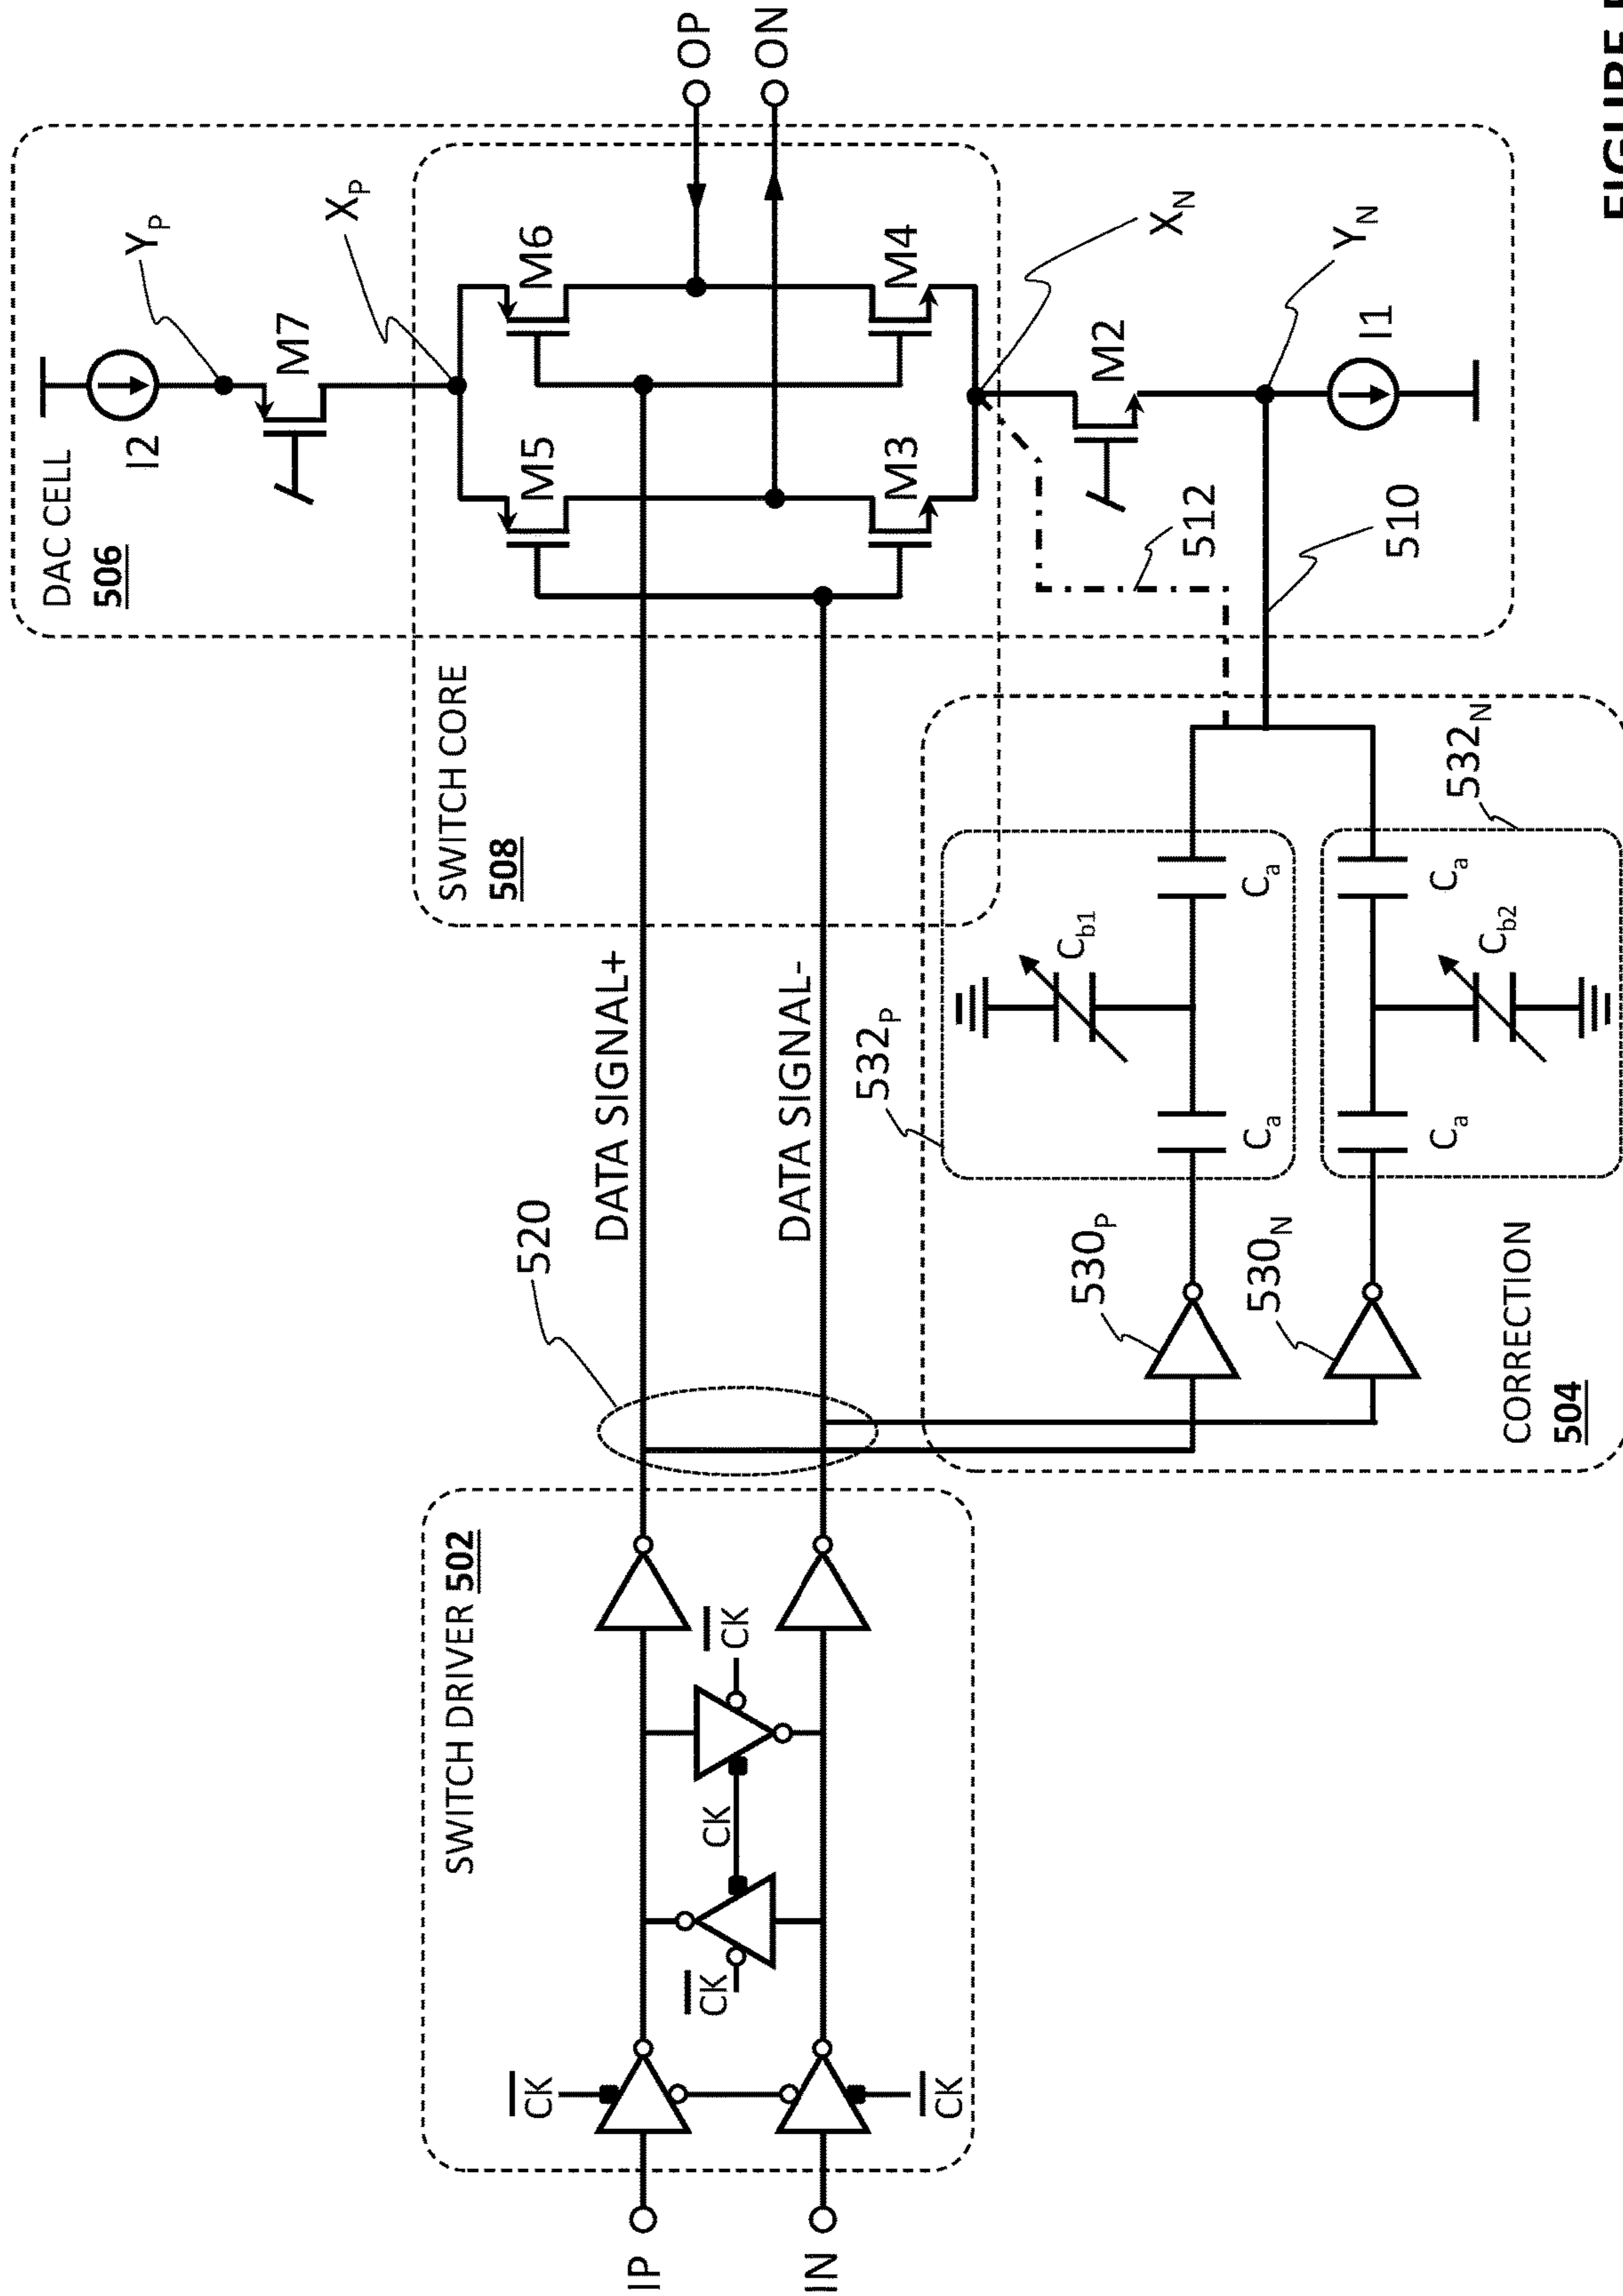 IP
IN
SWITCH DRIVER 502
CK
CK
CK
CK
CK
520
DATA SIGNAL+
DATA SIGNAL-
SWITCH CORE
508
DAC CELL
506
I2
YP
M7
XP
M5
M6
M3
M4
OP
ON
XN
M2
YN
I1
512
510
CORRECTION
504
530P
530N
532P
532N
Ca
Cb1
Ca
Ca
Cb2
Ca
FIGURE